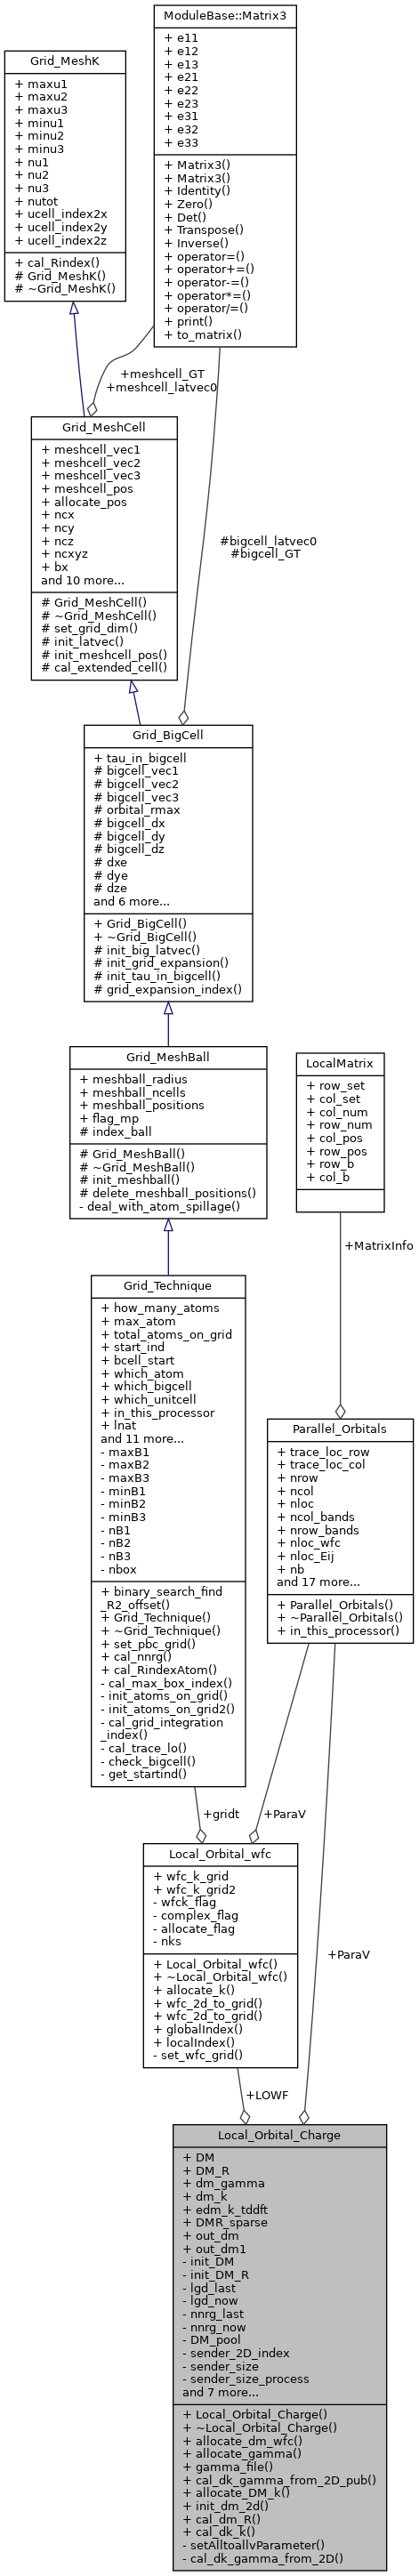 ModuleBase::Matrix3
+ e11
+ e12
+ e13
+ e21
+ e22
+ e23
+ e31
+ e32
+ e33
+ Matrix3()
+ Matrix3()
+ Identity()
+ Zero()
+ Det()
+ Transpose()
+ Inverse()
+ operator=()
+ operator+=()
+ operator-=()
+ operator*=()
+ operator/=()
+ print()
+ to_matrix()
Grid_MeshK
+ maxu1
+ maxu2
+ maxu3
+ minu1
+ minu2
+ minu3
+ nu1
+ nu2
+ nu3
+ nutot
+ ucell_index2x
+ ucell_index2y
+ ucell_index2z
+ cal_Rindex()
# Grid_MeshK()
# ~Grid_MeshK()
+meshcell_GT
+meshcell_latvec0
Grid_MeshCell
+ meshcell_vec1
+ meshcell_vec2
+ meshcell_vec3
+ meshcell_pos
+ allocate_pos
+ ncx
+ ncy
+ ncz
+ ncxyz
+ bx
and 10 more...
# Grid_MeshCell()
# ~Grid_MeshCell()
# set_grid_dim()
# init_latvec()
# init_meshcell_pos()
# cal_extended_cell()
#bigcell_latvec0
#bigcell_GT
Grid_BigCell
+ tau_in_bigcell
# bigcell_vec1
# bigcell_vec2
# bigcell_vec3
# orbital_rmax
# bigcell_dx
# bigcell_dy
# bigcell_dz
# dxe
# dye
# dze
and 6 more...
+ Grid_BigCell()
+ ~Grid_BigCell()
# init_big_latvec()
# init_grid_expansion()
# init_tau_in_bigcell()
# grid_expansion_index()
Grid_MeshBall
+ meshball_radius
+ meshball_ncells
+ meshball_positions
+ flag_mp
# index_ball
# Grid_MeshBall()
# ~Grid_MeshBall()
# init_meshball()
# delete_meshball_positions()
- deal_with_atom_spillage()
LocalMatrix
+ row_set
+ col_set
+ col_num
+ row_num
+ col_pos
+ row_pos
+ row_b
+ col_b
+MatrixInfo
Grid_Technique
+ how_many_atoms
+ max_atom
+ total_atoms_on_grid
+ start_ind
+ bcell_start
+ which_atom
+ which_bigcell
+ which_unitcell
+ in_this_processor
+ lnat
and 11 more...
- maxB1
- maxB2
- maxB3
- minB1
- minB2
- minB3
- nB1
- nB2
- nB3
- nbox
+ binary_search_find
_R2_offset()
+ Grid_Technique()
+ ~Grid_Technique()
+ set_pbc_grid()
+ cal_nnrg()
+ cal_RindexAtom()
- cal_max_box_index()
- init_atoms_on_grid()
- init_atoms_on_grid2()
- cal_grid_integration
_index()
- cal_trace_lo()
- check_bigcell()
- get_startind()
Parallel_Orbitals
+ trace_loc_row
+ trace_loc_col
+ nrow
+ ncol
+ nloc
+ ncol_bands
+ nrow_bands
+ nloc_wfc
+ nloc_Eij
+ nb
and 17 more...
+ Parallel_Orbitals()
+ ~Parallel_Orbitals()
+ in_this_processor()
+gridt
+ParaV
Local_Orbital_wfc
+ wfc_k_grid
+ wfc_k_grid2
- wfck_flag
- complex_flag
- allocate_flag
- nks
+ Local_Orbital_wfc()
+ ~Local_Orbital_wfc()
+ allocate_k()
+ wfc_2d_to_grid()
+ wfc_2d_to_grid()
+ globalIndex()
+ localIndex()
- set_wfc_grid()
+ParaV
+LOWF
Local_Orbital_Charge
+ DM
+ DM_R
+ dm_gamma
+ dm_k
+ edm_k_tddft
+ DMR_sparse
+ out_dm
+ out_dm1
- init_DM
- init_DM_R
- lgd_last
- lgd_now
- nnrg_last
- nnrg_now
- DM_pool
- sender_2D_index
- sender_size
- sender_size_process
and 7 more...
+ Local_Orbital_Charge()
+ ~Local_Orbital_Charge()
+ allocate_dm_wfc()
+ allocate_gamma()
+ gamma_file()
+ cal_dk_gamma_from_2D_pub()
+ allocate_DM_k()
+ init_dm_2d()
+ cal_dm_R()
+ cal_dk_k()
- setAlltoallvParameter()
- cal_dk_gamma_from_2D()